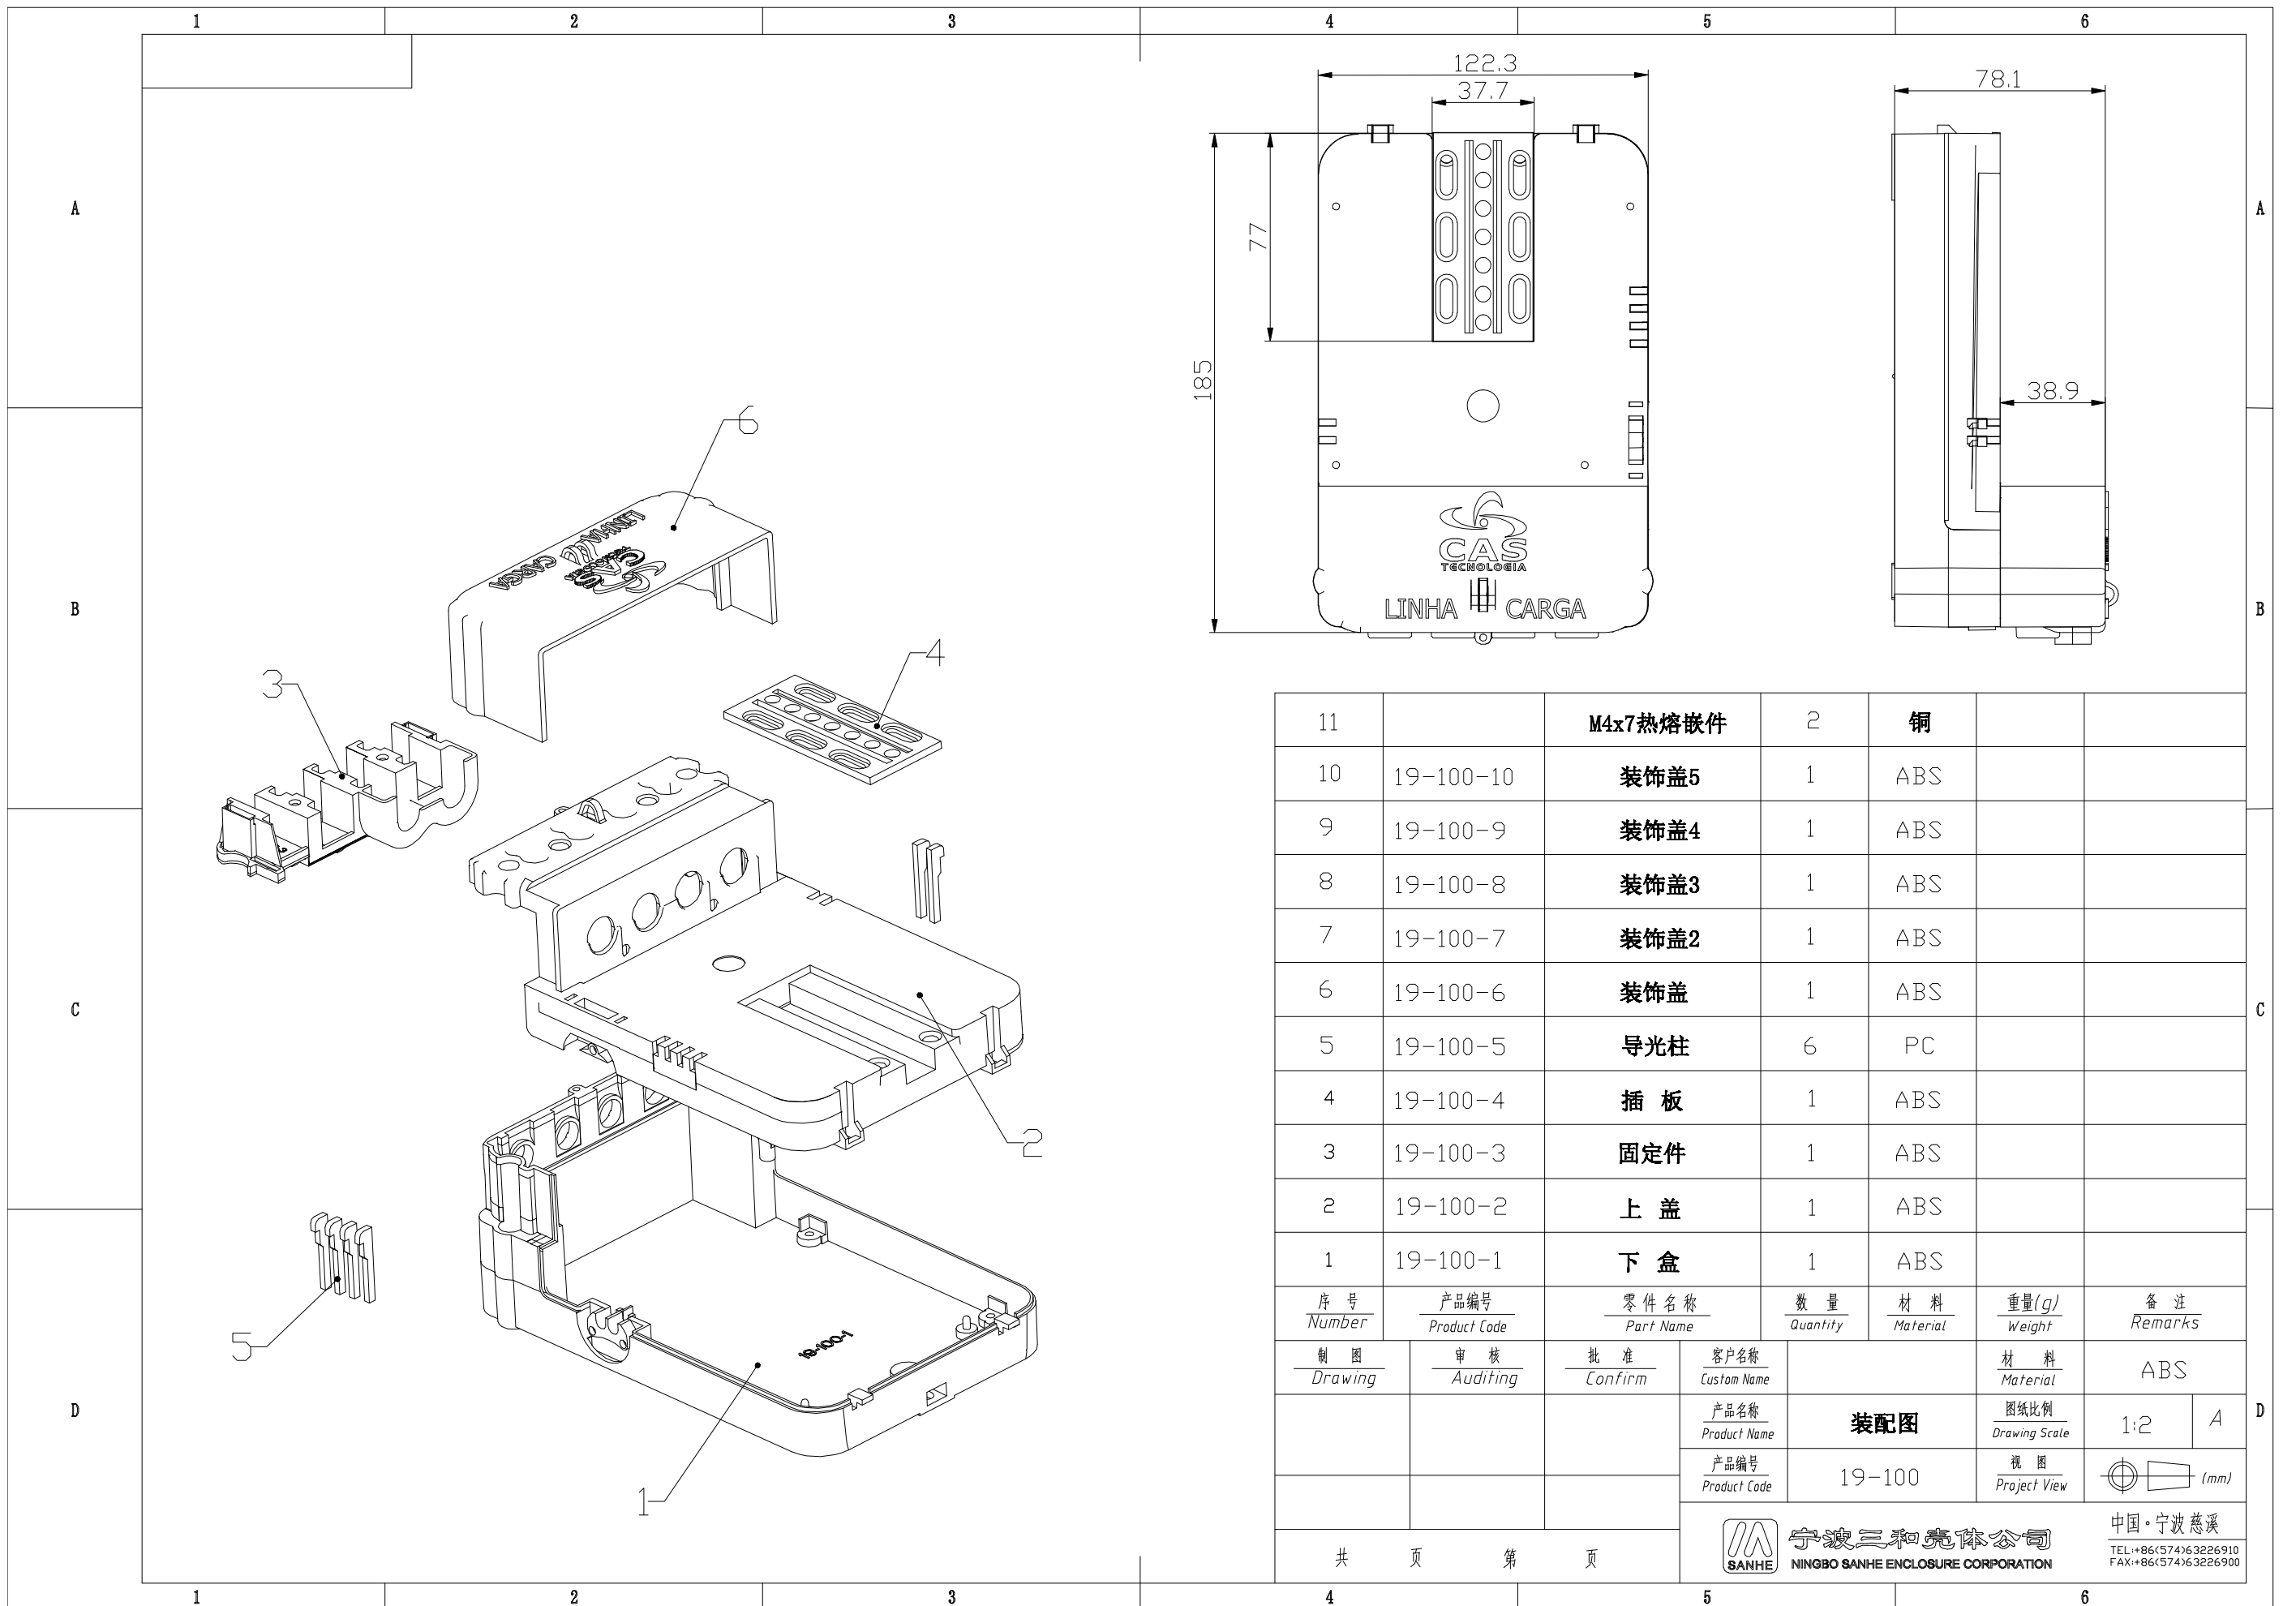 1 2 3 4 5 6
A A
B B
C C
D D
122.3
37.7
77
185
78.1
38.9
CAS
TECNOLOGIA
LINHA CARGA
6
LINHA CARGA
CAS
TECNOLOGIA
3
4
2
5
1
19-100-1
11 M4x7热熔嵌件 2 铜
10 19-100-10 装饰盖5 1 ABS
9 19-100-9 装饰盖4 1 ABS
8 19-100-8 装饰盖3 1 ABS
7 19-100-7 装饰盖2 1 ABS
6 19-100-6 装饰盖 1 ABS
5 19-100-5 导光柱 6 PC
4 19-100-4 插 板 1 ABS
3 19-100-3 固定件 1 ABS
2 19-100-2 上 盖 1 ABS
1 19-100-1 下 盒 1 ABS
序 号 产品编号 零件名称 数 量 材 料 重量(g) 备 注
Number Product Code Part Name Quantity Material Weight Remarks
制 图 审 核 批 准 客户名称 材 料 ABS
Drawing Auditing Confirm Custom Name Material
产品名称 装配图 图纸比例 1:2 A
Product Name Drawing Scale
产品编号 19-100 视 图 (mm)
Product Code Project View
共 页 第 页
SANHE
宁波三和壳体公司
NINGBO SANHE ENCLOSURE CORPORATION
中国·宁波慈溪
TEL:+86(574)63226910
FAX:+86(574)63226900
1 2 3 4 5 6